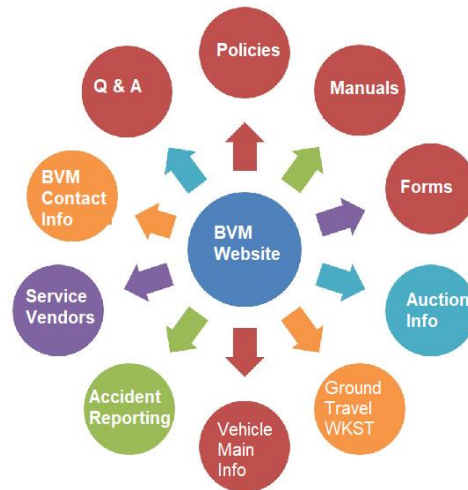 Policies
Q & A
Manuals
BVM
Contact
Info
Forms
BVM
Website
Service
Vendors
Auction
Info
Accident
Reporting
Ground
Travel
WKST
Vehicle
Main
Info